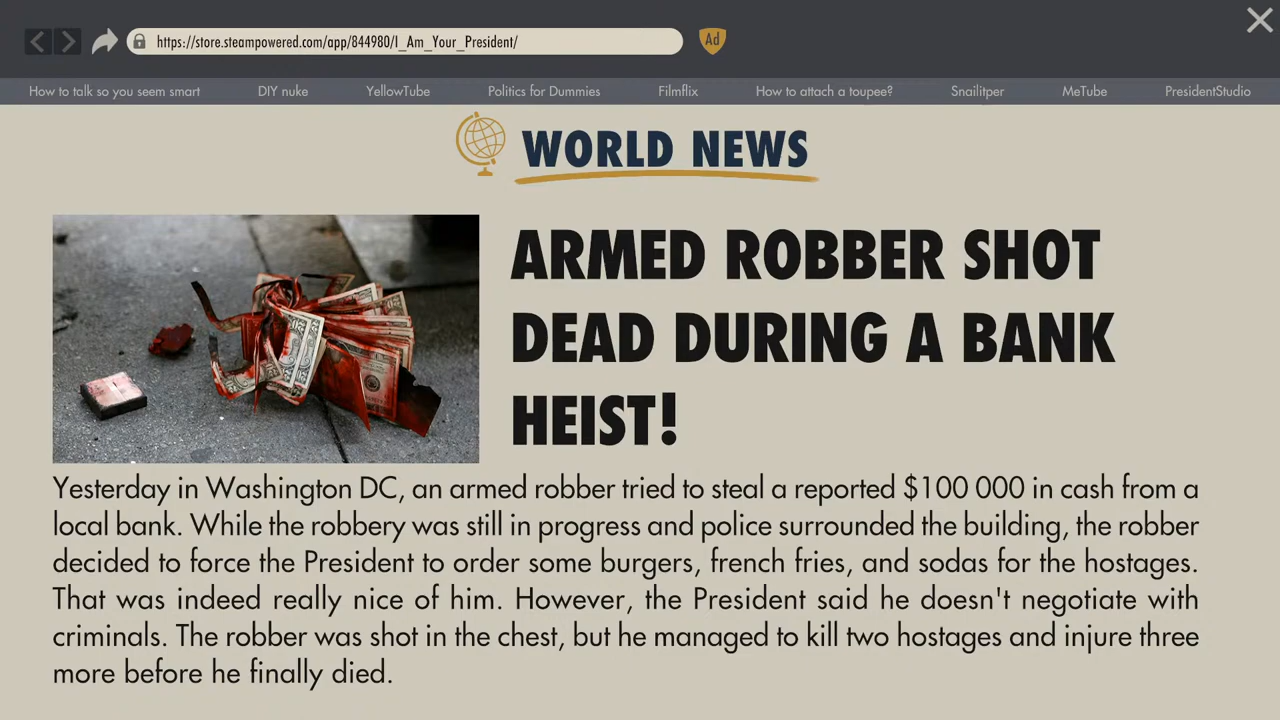 https://store.steampowered.com/app/844980/I_Am_Your_President/
Ad
How to talk so you seem smart DIY nuke YellowTube Politics for Dummies Filmflix How to attach a toupee? Snailitper MeTube PresidentStudio
WORLD NEWS
ARMED ROBBER SHOT
DEAD DURING A BANK
HEIST!
Yesterday in Washington DC, an armed robber tried to steal a reported $100 000 in cash from a
local bank. While the robbery was still in progress and police surrounded the building, the robber
decided to force the President to order some burgers, french fries, and sodas for the hostages.
That was indeed really nice of him. However, the President said he doesn't negotiate with
criminals. The robber was shot in the chest, but he managed to kill two hostages and injure three
more before he finally died.